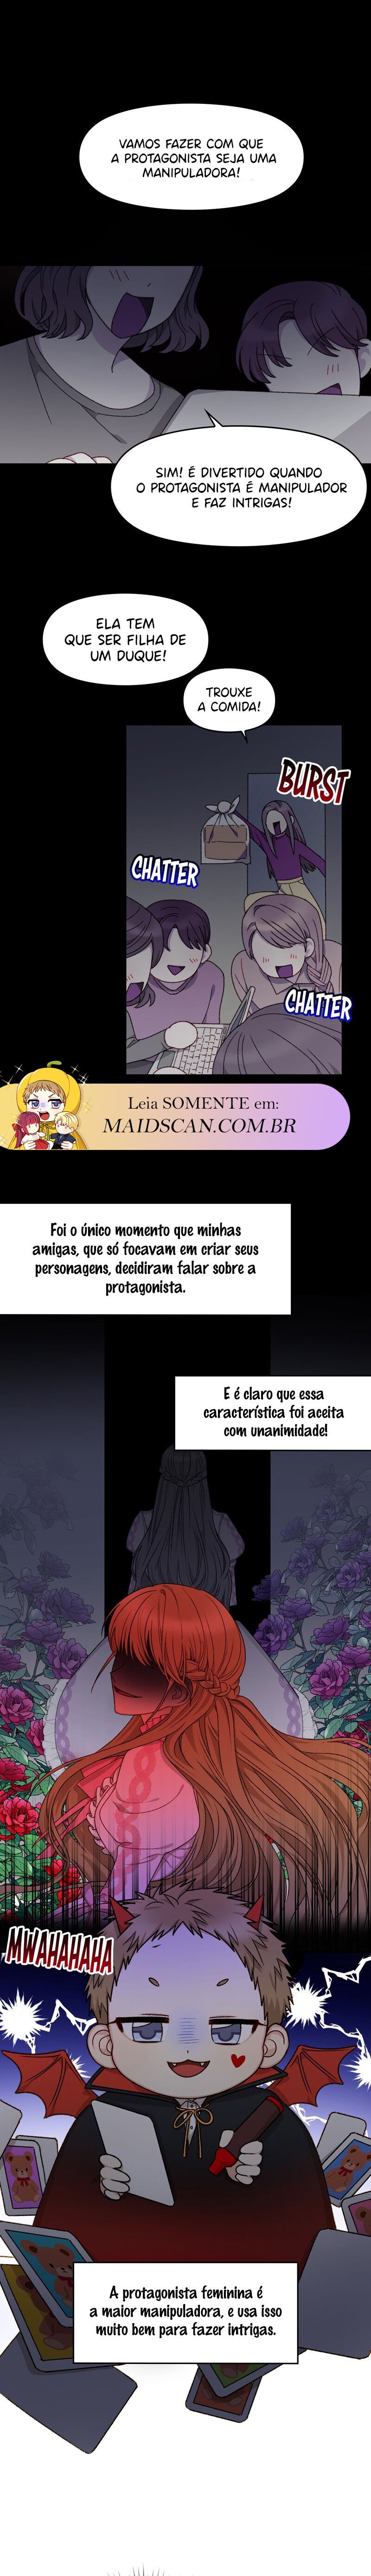 VAMOS FAZER COM QUE
A PROTAGONISTA SEJA UMA
MANIPULADORA!
SIM! É DIVERTIDO QUANDO
O PROTAGONISTA É MANIPULADOR
E FAZ INTRIGAS!
ELA TEM
QUE SER FILHA DE
UM DUQUE!
TROUXE
A COMIDA!
BURST
CHATTER
CHATTER
Leia SOMENTE em:
MAIDSCAN.COM.BR
Foi o único momento que minhas
amigas, que só focavam em criar seus
personagens, decidiram falar sobre a
protagonista.
E é claro que essa
característica foi aceita
com unanimidade!
MWAHAHAHA
A protagonista feminina é
a maior manipuladora, e usa isso
muito bem para fazer intrigas.